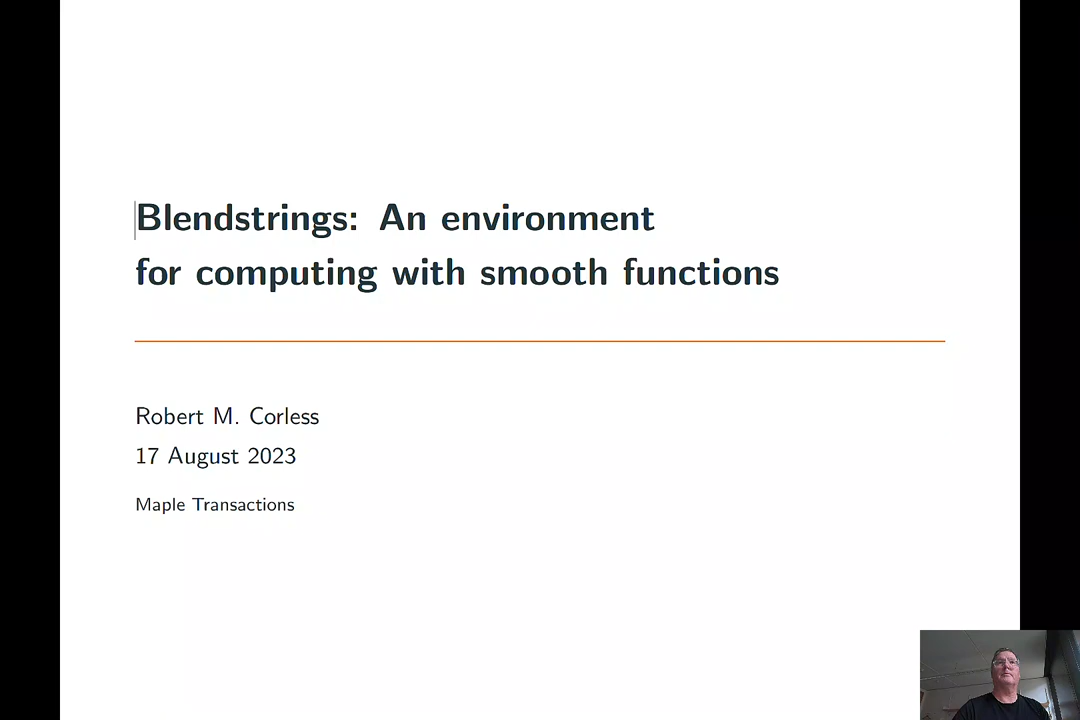 Blendstrings: An environment
for computing with smooth functions
Robert M. Corless
17 August 2023
Maple Transactions